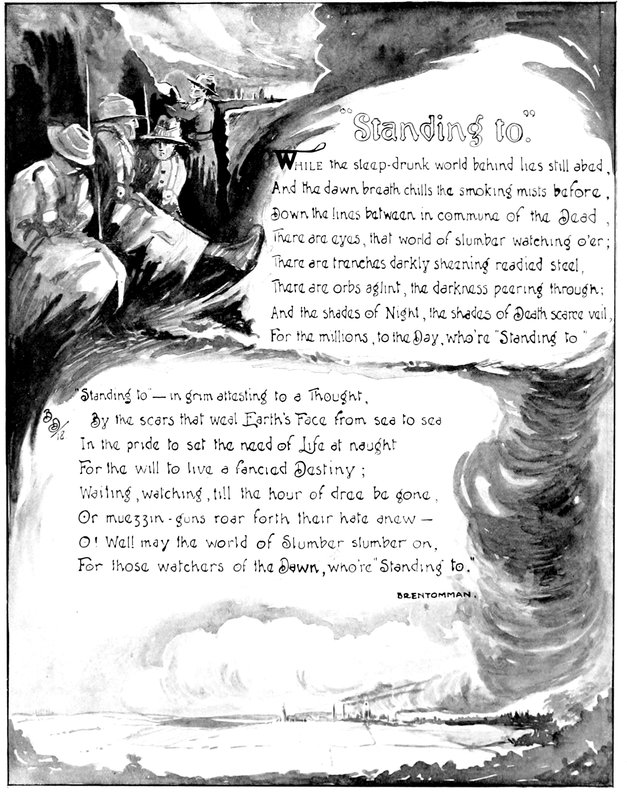 "Standing to."
WHILE the sleep-drunk world behind lies still abed,
And the dawn breath chills the smoking mists before,
Down the lines between in commune of the Dead,
There are eyes, that world of slumber watching o'er;
There are trenches darkly sheening readied steel,
There are orbs aglint, the darkness peering through;
And the shades of Night, the shades of Death scarce veil,
For the millions, to the Day, who're "Standing to"
"Standing to" — in grim attesting to a Thought,
By the scars that weal Earth's Face from sea to sea
In the pride to set the need of Life at naught
For the will to live a fancied Destiny;
Waiting, watching, till the hour of dree be gone,
Or muezzin-guns roar forth their hate anew —
O! Well may the world of Slumber slumber on,
For those watchers of the Dawn, who're "Standing to."
BRENTOMMAN.